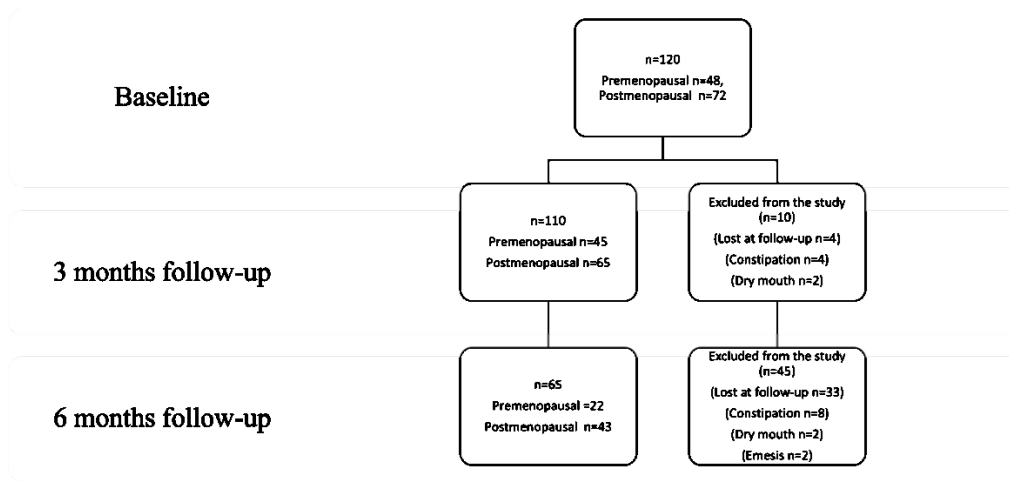 Baseline
n=120
Premenopausal n=48,
Postmenopausal n=72
3 months follow-up
n=110
Premenopausal n=45
Postmenopausal n=65
Excluded from the study
(n=10)
(Lost at follow-up n=4)
(Constipation n=4)
(Dry mouth n=2)
6 months follow-up
n=65
Premenopausal =22
Postmenopausal n=43
Excluded from the study
(n=45)
(Lost at follow-up n=33)
(Constipation n=8)
(Dry mouth n=2)
(Emesis n=2)